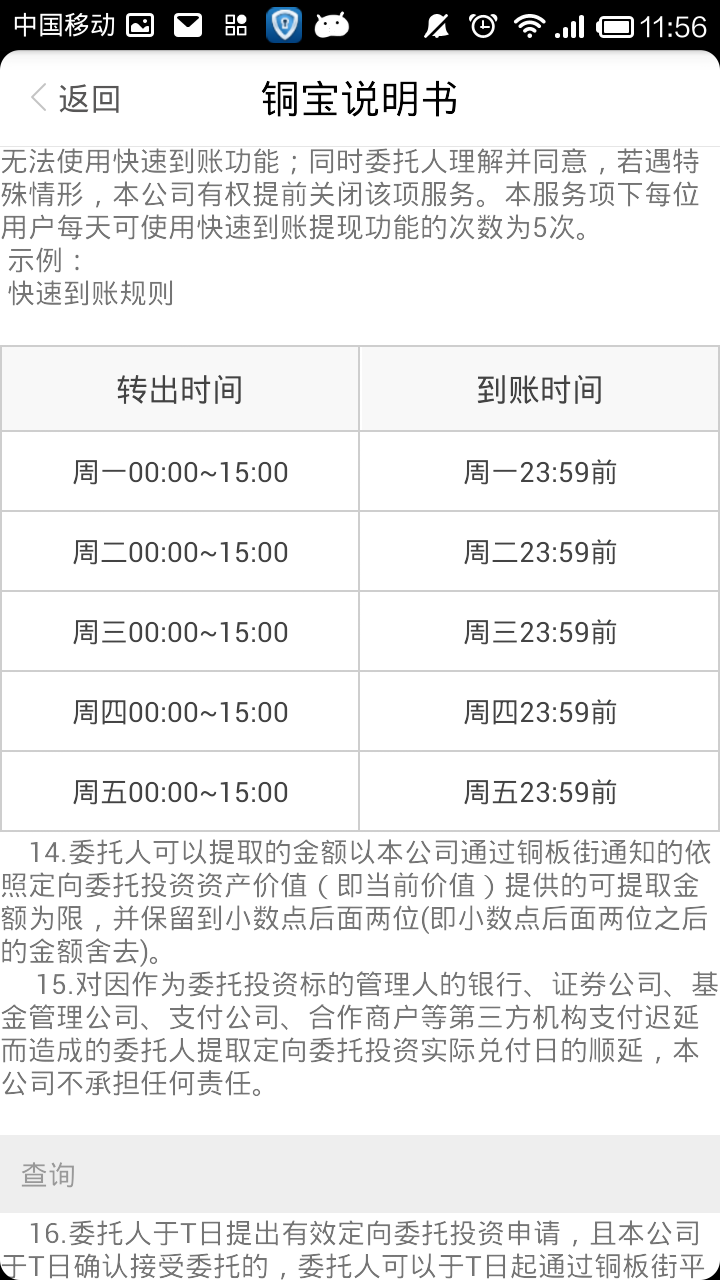 中国移动 11:56
返回 铜宝说明书
无法使用快速到账功能；同时委托人理解并同意，若遇特
殊情形，本公司有权提前关闭该项服务。本服务项下每位
用户每天可使用快速到账提现功能的次数为5次。
示例：
快速到账规则
转出时间 到账时间
周一00:00~15:00 周一23:59前
周二00:00~15:00 周二23:59前
周三00:00~15:00 周三23:59前
周四00:00~15:00 周四23:59前
周五00:00~15:00 周五23:59前
14.委托人可以提取的金额以本公司通过铜板街通知的依
照定向委托投资资产价值（即当前价值）提供的可提取金
额为限，并保留到小数点后面两位(即小数点后面两位之后
的金额舍去)。
15.对因作为委托投资标的管理人的银行、证券公司、基
金管理公司、支付公司、合作商户等第三方机构支付迟延
而造成的委托人提取定向委托投资实际兑付日的顺延，本
公司不承担任何责任。
查询
16.委托人于T日提出有效定向委托投资申请，且本公司
于T日确认接受委托的，委托人可以于T日起通过铜板街平